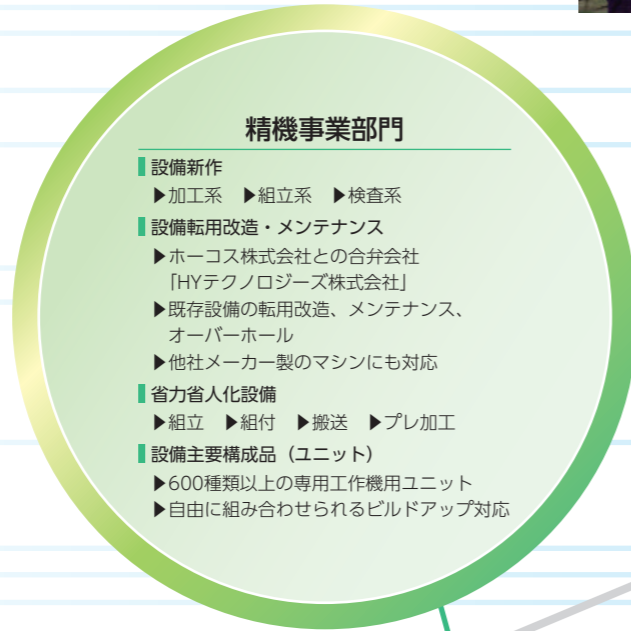 精機事業部門
設備新作
▶加工系 ▶組立系 ▶検査系
設備転用改造・メンテナンス
▶ホーコス株式会社との合弁会社
「HYテクノロジーズ株式会社」
▶既存設備の転用改造、メンテナンス、
オーバーホール
▶他社メーカー製のマシンにも対応
省力省人化設備
▶組立 ▶組付 ▶搬送 ▶プレ加工
設備主要構成品（ユニット）
▶600種類以上の専用工作機用ユニット
▶自由に組み合わせられるビルドアップ対応